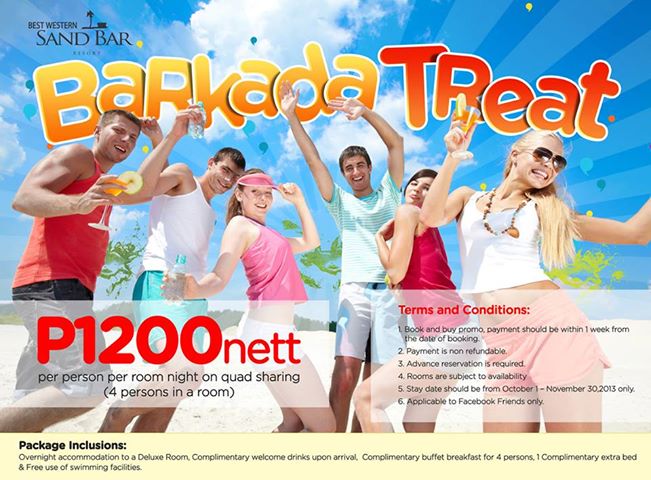 BEST WESTERN
SAND BAR
RESORT
BaRkada TReat
P1200nett
per person per room night on quad sharing
(4 persons in a room)
Terms and Conditions:
1. Book and buy promo, payment should be within 1 week from
the date of booking.
2. Payment is non refundable.
3. Advance reservation is required.
4. Rooms are subject to availability
5. Stay date should be from October 1 – November 30,2013 only.
6. Applicable to Facebook Friends only.
Package Inclusions:
Overnight accommodation to a Deluxe Room, Complimentary welcome drinks upon arrival, Complimentary buffet breakfast for 4 persons, 1 Complimentary extra bed
& Free use of swimming facilities.